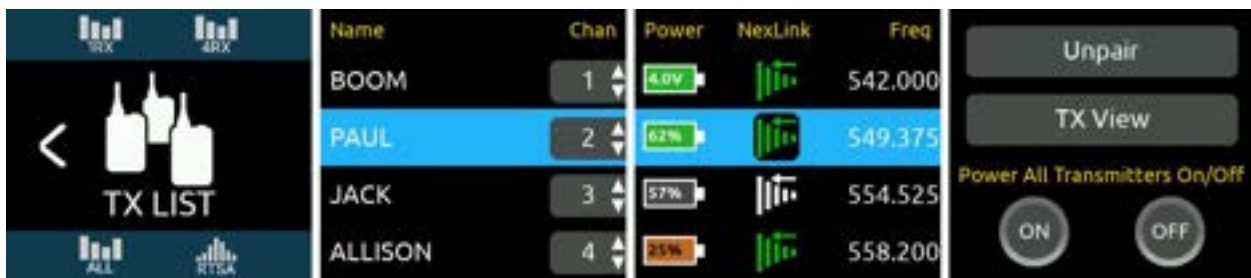 1RX 4RX
TX LIST
ALL RTSA
Name Chan
BOOM 1
PAUL 2
JACK 3
ALLISON 4
Power NexLink Freq
4.0V 542.000
62% 549.375
57% 554.525
25% 558.200
Unpair
TX View
Power All Transmitters On/Off
ON OFF